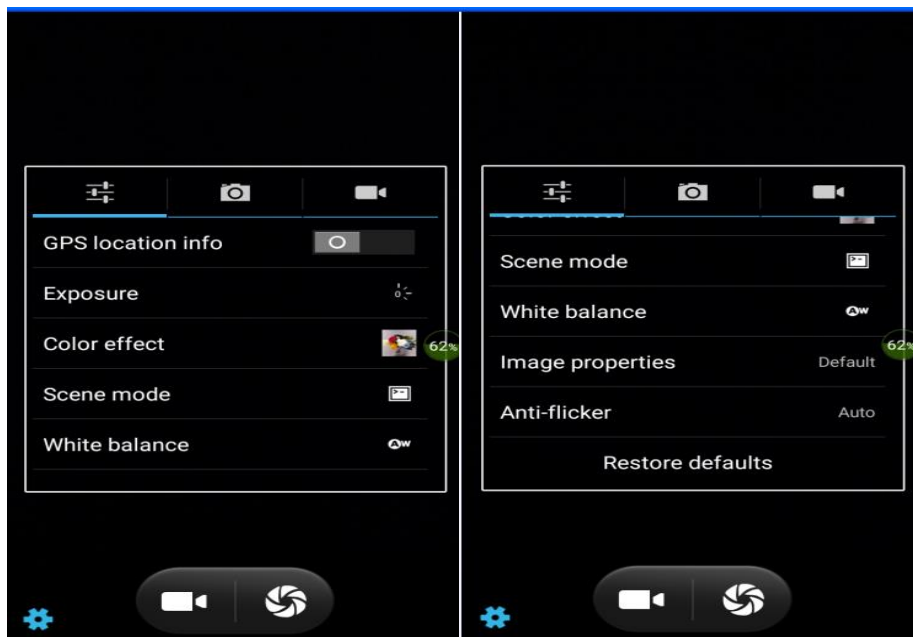 GPS location info
Exposure
Color effect
62%
Scene mode
White balance
Scene mode
White balance
Image properties Default
62%
Anti-flicker Auto
Restore defaults